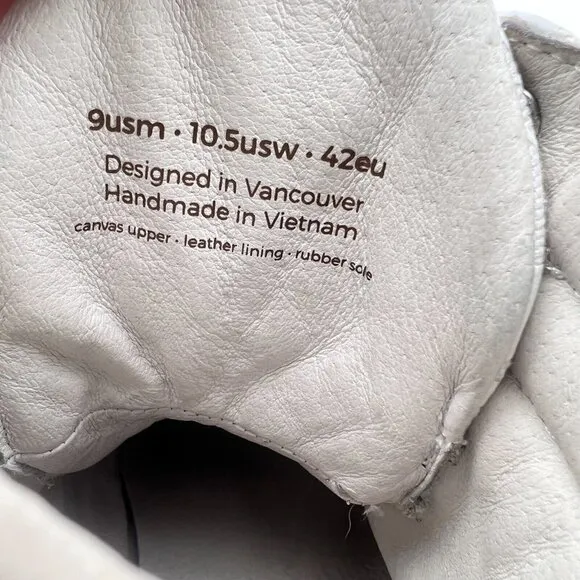 9usm · 10.5usw · 42eu
Designed in Vancouver
Handmade in Vietnam
canvas upper · leather lining · rubber sole